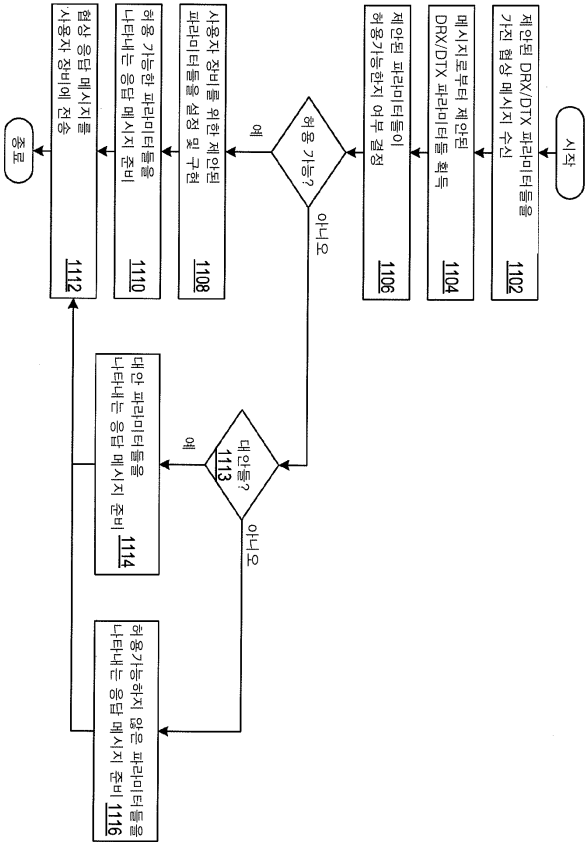 시작
제안된 DRX/DTX 파라미터들을
가진 협상 메시지 수신
1102
메시지로부터 제안된
DRX/DTX 파라미터들 획득
1104
제안된 파라미터들이
허용가능한지 여부 결정
1106
허용 가능?
예
아니오
사용자 장비를 위한 제안된
파라미터들을 설정 및 구현
1108
허용 가능한 파라미터들을
나타내는 응답 메시지 준비
1110
협상 응답 메시지를
사용자 장비에 전송
1112
종료
대안들?
1113
예
아니오
대안 파라미터들을
나타내는 응답 메시지 준비
1114
허용가능하지 않은 파라미터들을
나타내는 응답 메시지 준비 1116